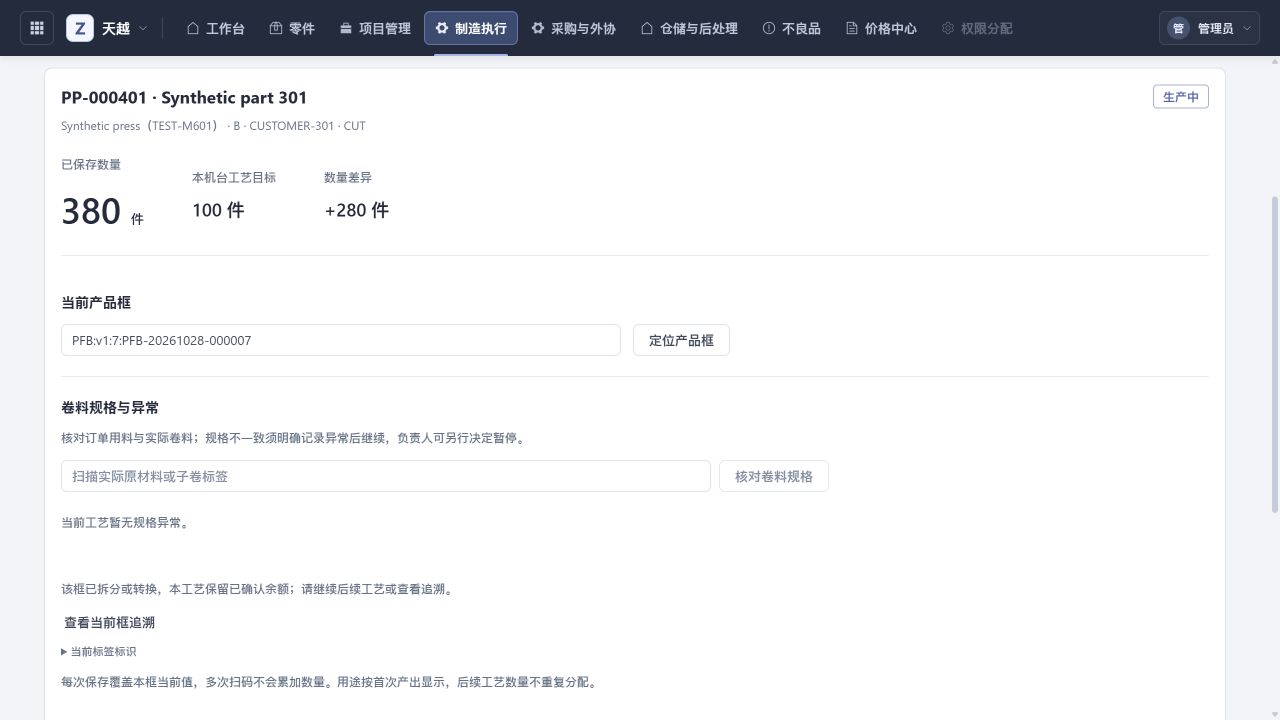 Z 天越 工作台 零件 项目管理 制造执行 采购与外协 仓储与后处理 不良品 价格中心 权限分配 管 管理员
PP-000401 · Synthetic part 301 生产中
Synthetic press（TEST-M601） · B · CUSTOMER-301 · CUT
已保存数量 本机台工艺目标 数量差异
380 件 100 件 +280 件
当前产品框
PFB:v1:7:PFB-20261028-000007 定位产品框
卷料规格与异常
核对订单用料与实际卷料；规格不一致须明确记录异常后继续，负责人可另行决定暂停。
扫描实际原材料或子卷标签 核对卷料规格
当前工艺暂无规格异常。
该框已拆分或转换，本工艺保留已确认余额；请继续后续工艺或查看追溯。
查看当前框追溯
当前标签标识
每次保存覆盖本框当前值，多次扫码不会累加数量。用途按首次产出显示，后续工艺数量不重复分配。